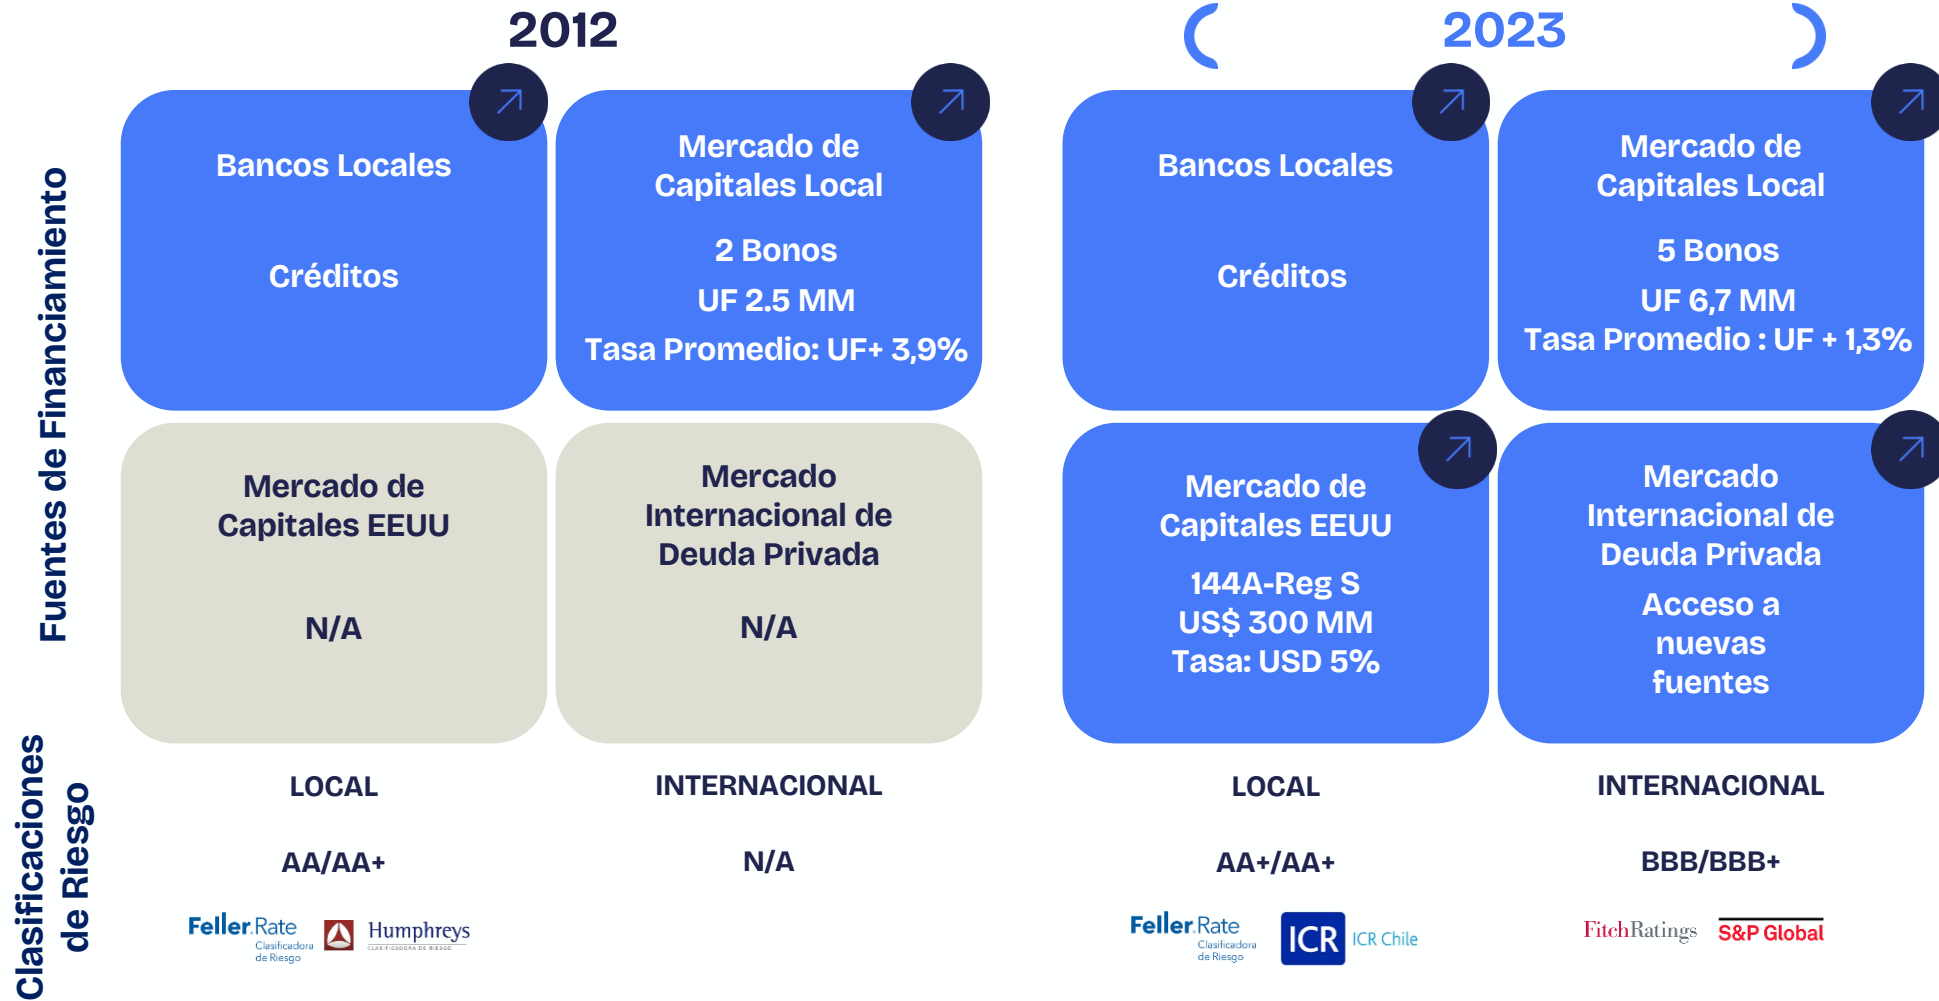 2012
2023
Fuentes de Financiamiento
Bancos Locales
Créditos
Mercado de
Capitales Local
2 Bonos
UF 2.5 MM
Tasa Promedio: UF+ 3,9%
Mercado de
Capitales EEUU
N/A
Mercado
Internacional de
Deuda Privada
N/A
Bancos Locales
Créditos
Mercado de
Capitales Local
5 Bonos
UF 6,7 MM
Tasa Promedio : UF + 1,3%
Mercado de
Capitales EEUU
144A-Reg S
US$ 300 MM
Tasa: USD 5%
Mercado
Internacional de
Deuda Privada
Acceso a
nuevas
fuentes
Clasificaciones
de Riesgo
LOCAL
AA/AA+
Feller.Rate
Clasificadora
de Riesgo
Humphreys
CLASIFICADORA DE RIESGO
INTERNACIONAL
N/A
LOCAL
AA+/AA+
Feller.Rate
Clasificadora
de Riesgo
ICR
ICR Chile
INTERNACIONAL
BBB/BBB+
FitchRatings
S&P Global